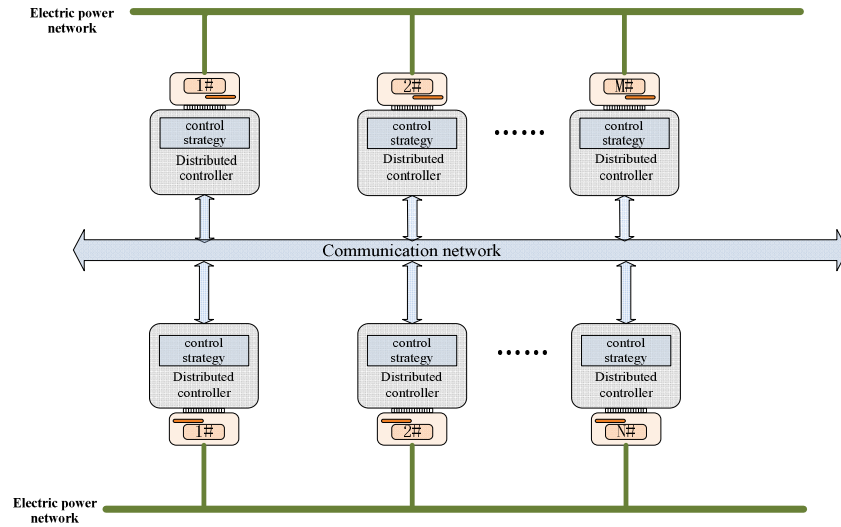 Electric power
network
1#
2#
M#
control
strategy
Distributed
controller
control
strategy
Distributed
controller
······
control
strategy
Distributed
controller
Communication network
control
strategy
Distributed
controller
control
strategy
Distributed
controller
······
control
strategy
Distributed
controller
1#
2#
N#
Electric power
network